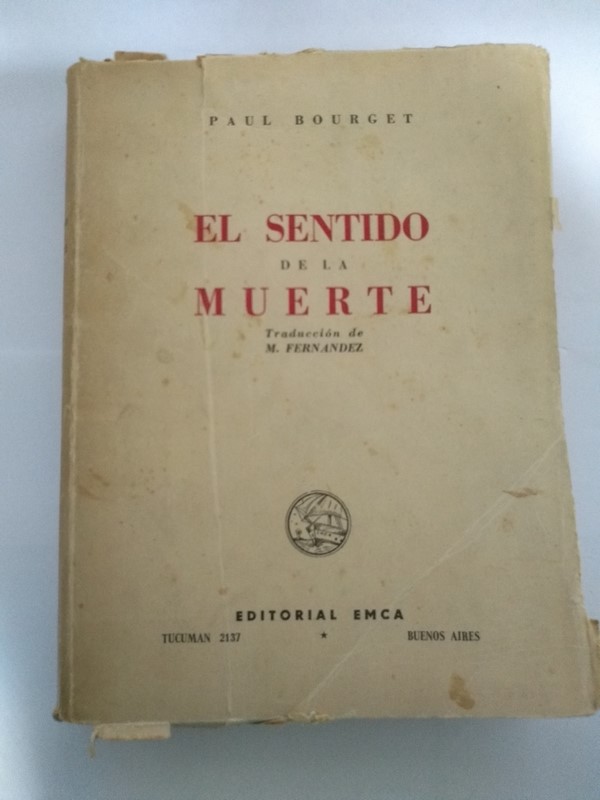 PAUL BOURGET
EL SENTIDO
DE LA
MUERTE
Traducción de
M. FERNANDEZ
EDITORIAL EMCA
TUCUMAN 2137 ★ BUENOS AIRES